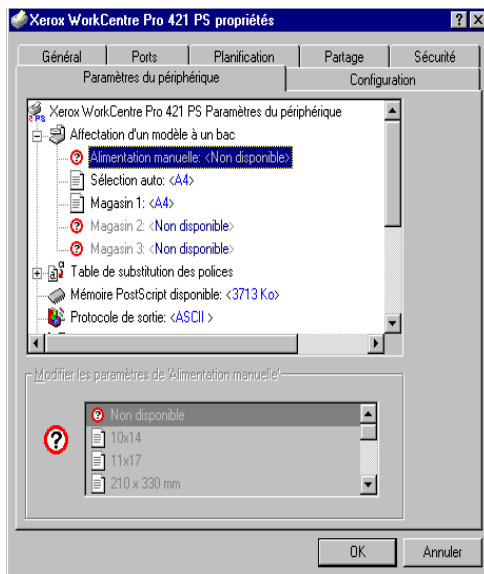 Xerox WorkCentre Pro 421 PS propriétés
Général Ports Planification Partage Sécurité
Paramètres du périphérique Configuration
Xerox WorkCentre Pro 421 PS Paramètres du périphérique
Affectation d'un modèle à un bac
Alimentation manuelle: <Non disponible>
Sélection auto: <A4>
Magasin 1: <A4>
Magasin 2: <Non disponible>
Magasin 3: <Non disponible>
Table de substitution des polices
Mémoire PostScript disponible: <3713 Ko>
Protocole de sortie: <ASCII >
Modifier les paramètres de 'Alimentation manuelle'
Non disponible
10x14
11x17
210 x 330 mm
OK Annuler